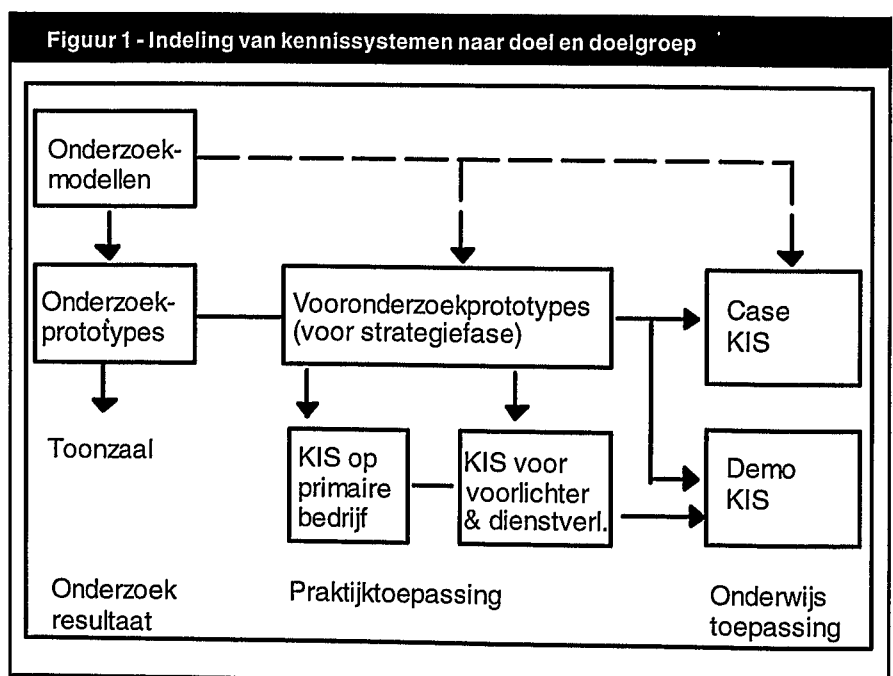 Figuur 1 - Indeling van kennissystemen naar doel en doelgroep
Onderzoek-
modellen
Onderzoek-
prototypes
Vooronderzoekprototypes
(voor strategiefase)
Case
KIS
Toonzaal
KIS op
primaire
bedrijf
KIS voor
voorlichter
& dienstverl.
Demo
KIS
Onderzoek
resultaat
Praktijktoepassing
Onderwijs
toepassing